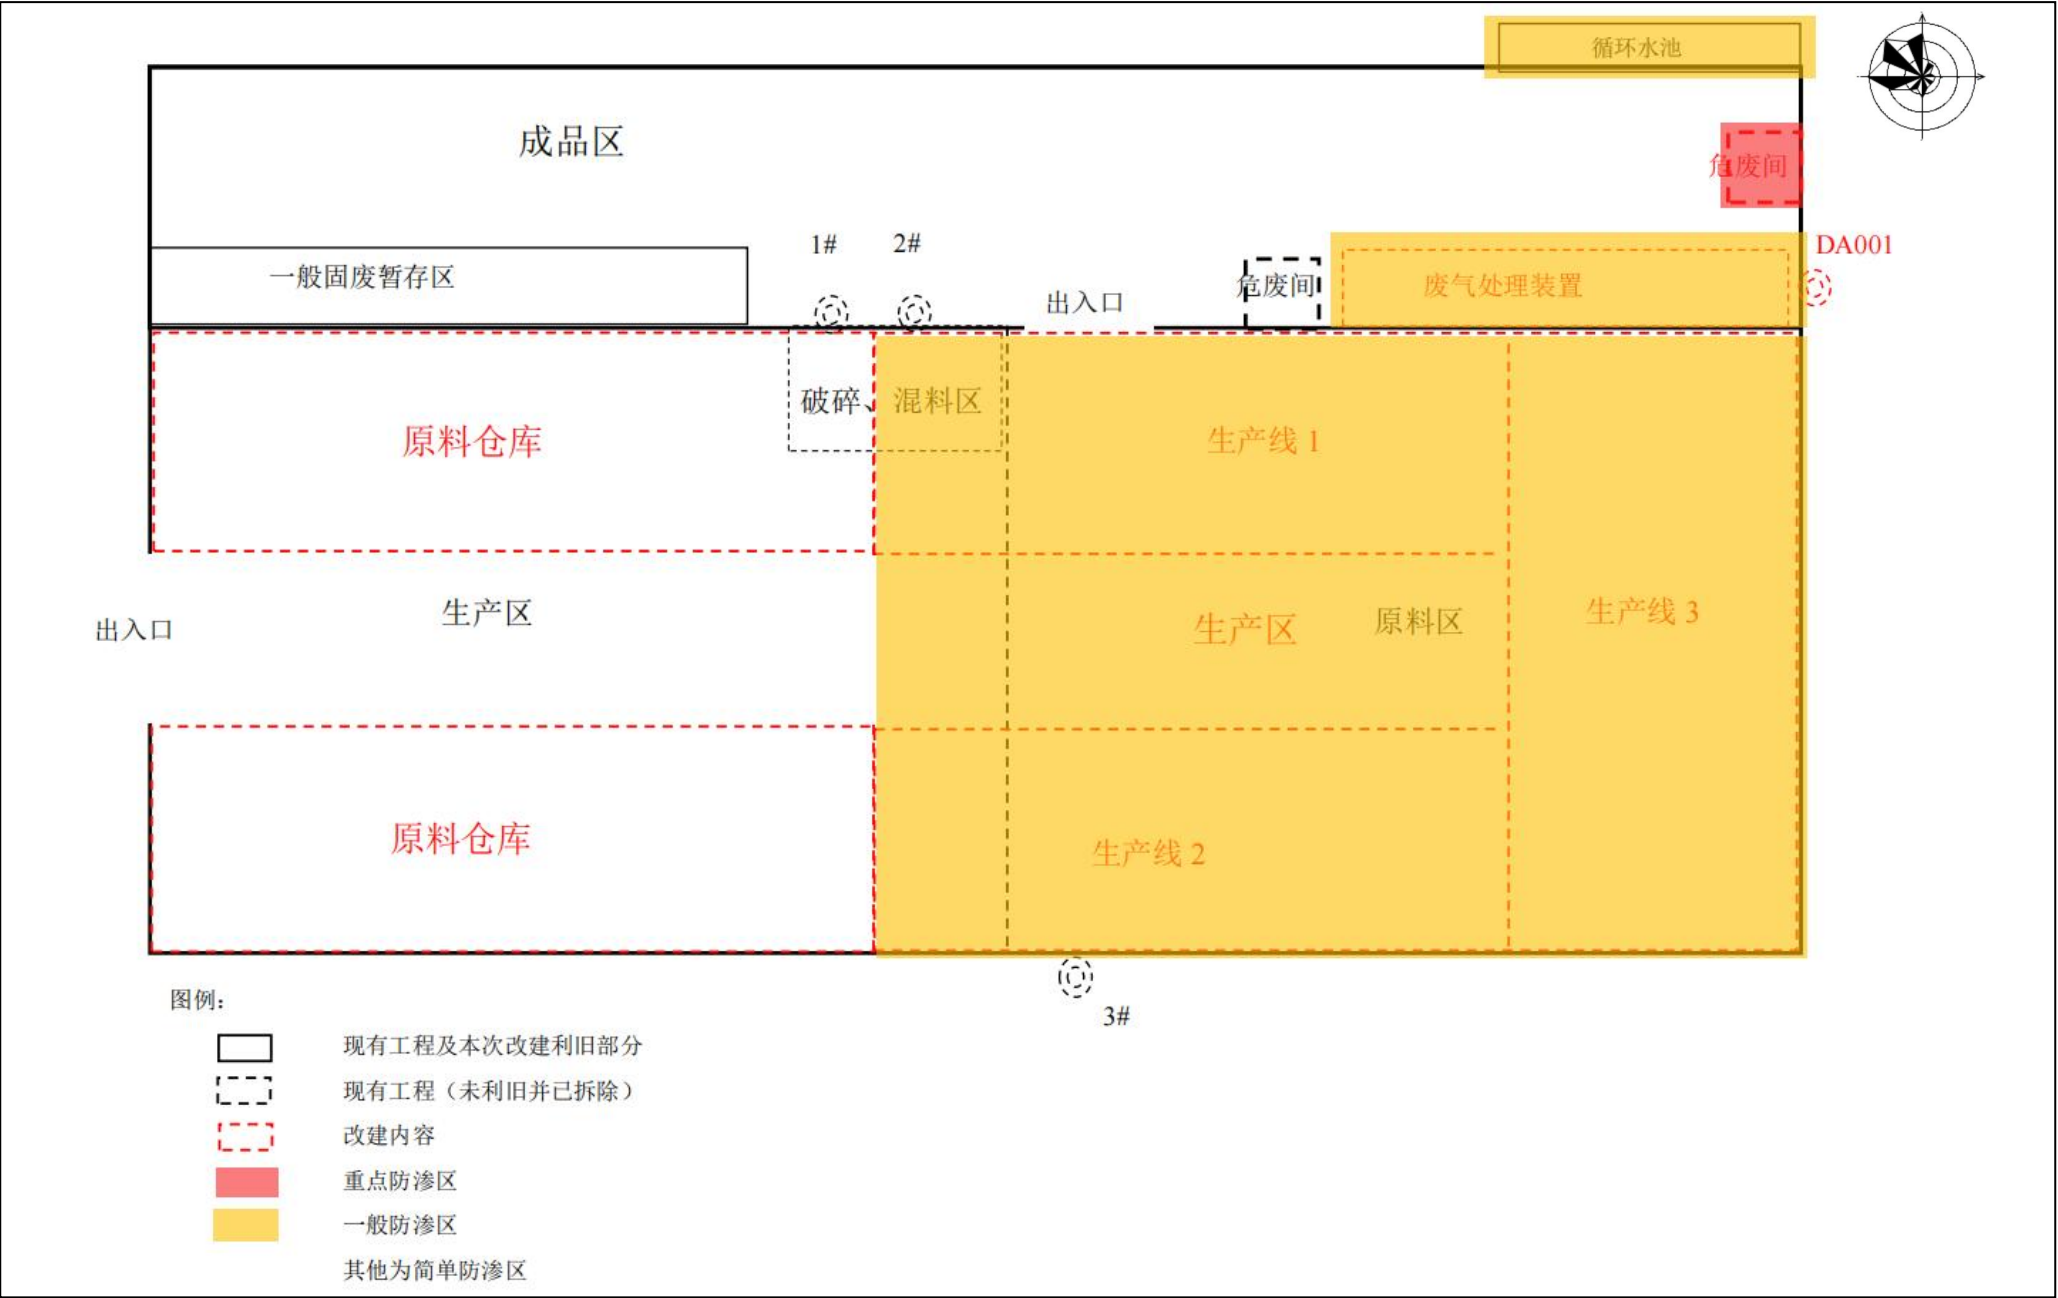 循环水池
成品区
危废间
1#
2#
DA001
一般固废暂存区
危废间
废气处理装置
出入口
破碎、混料区
原料仓库
生产线 1
生产区
出入口
生产区
原料区
生产线 3
原料仓库
生产线 2
3#
图例：
现有工程及本次改建利旧部分
现有工程（未利旧并已拆除）
改建内容
重点防渗区
一般防渗区
其他为简单防渗区